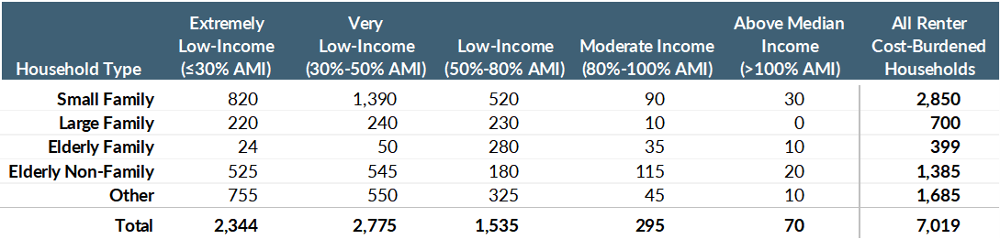 Household Type Extremely Low-Income (≤30% AMI) Very Low-Income (30%-50% AMI) Low-Income (50%-80% AMI) Moderate Income (80%-100% AMI) Above Median Income (>100% AMI) All Renter Cost-Burdened Households
Small Family 820 1,390 520 90 30 2,850
Large Family 220 240 230 10 0 700
Elderly Family 24 50 280 35 10 399
Elderly Non-Family 525 545 180 115 20 1,385
Other 755 550 325 45 10 1,685
Total 2,344 2,775 1,535 295 70 7,019